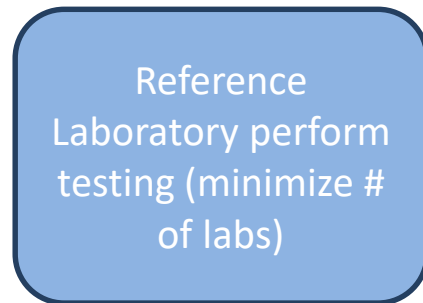 Reference
Laboratory perform
testing (minimize #
of labs)